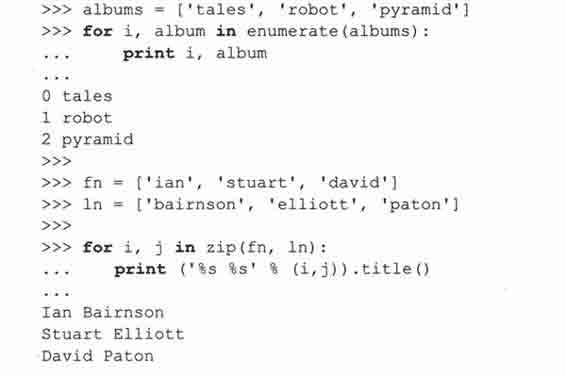 >>> albums = ['tales', 'robot', 'pyramid']
>>> for i, album in enumerate(albums):
...     print i, album
...
0 tales
1 robot
2 pyramid
>>>
>>> fn = ['ian', 'stuart', 'david']
>>> ln = ['bairnson', 'elliott', 'paton']
>>>
>>> for i, j in zip(fn, ln):
...    print ('%s %s' % (i,j)).title()
...
Ian Bairnson
Stuart Elliott
David Paton